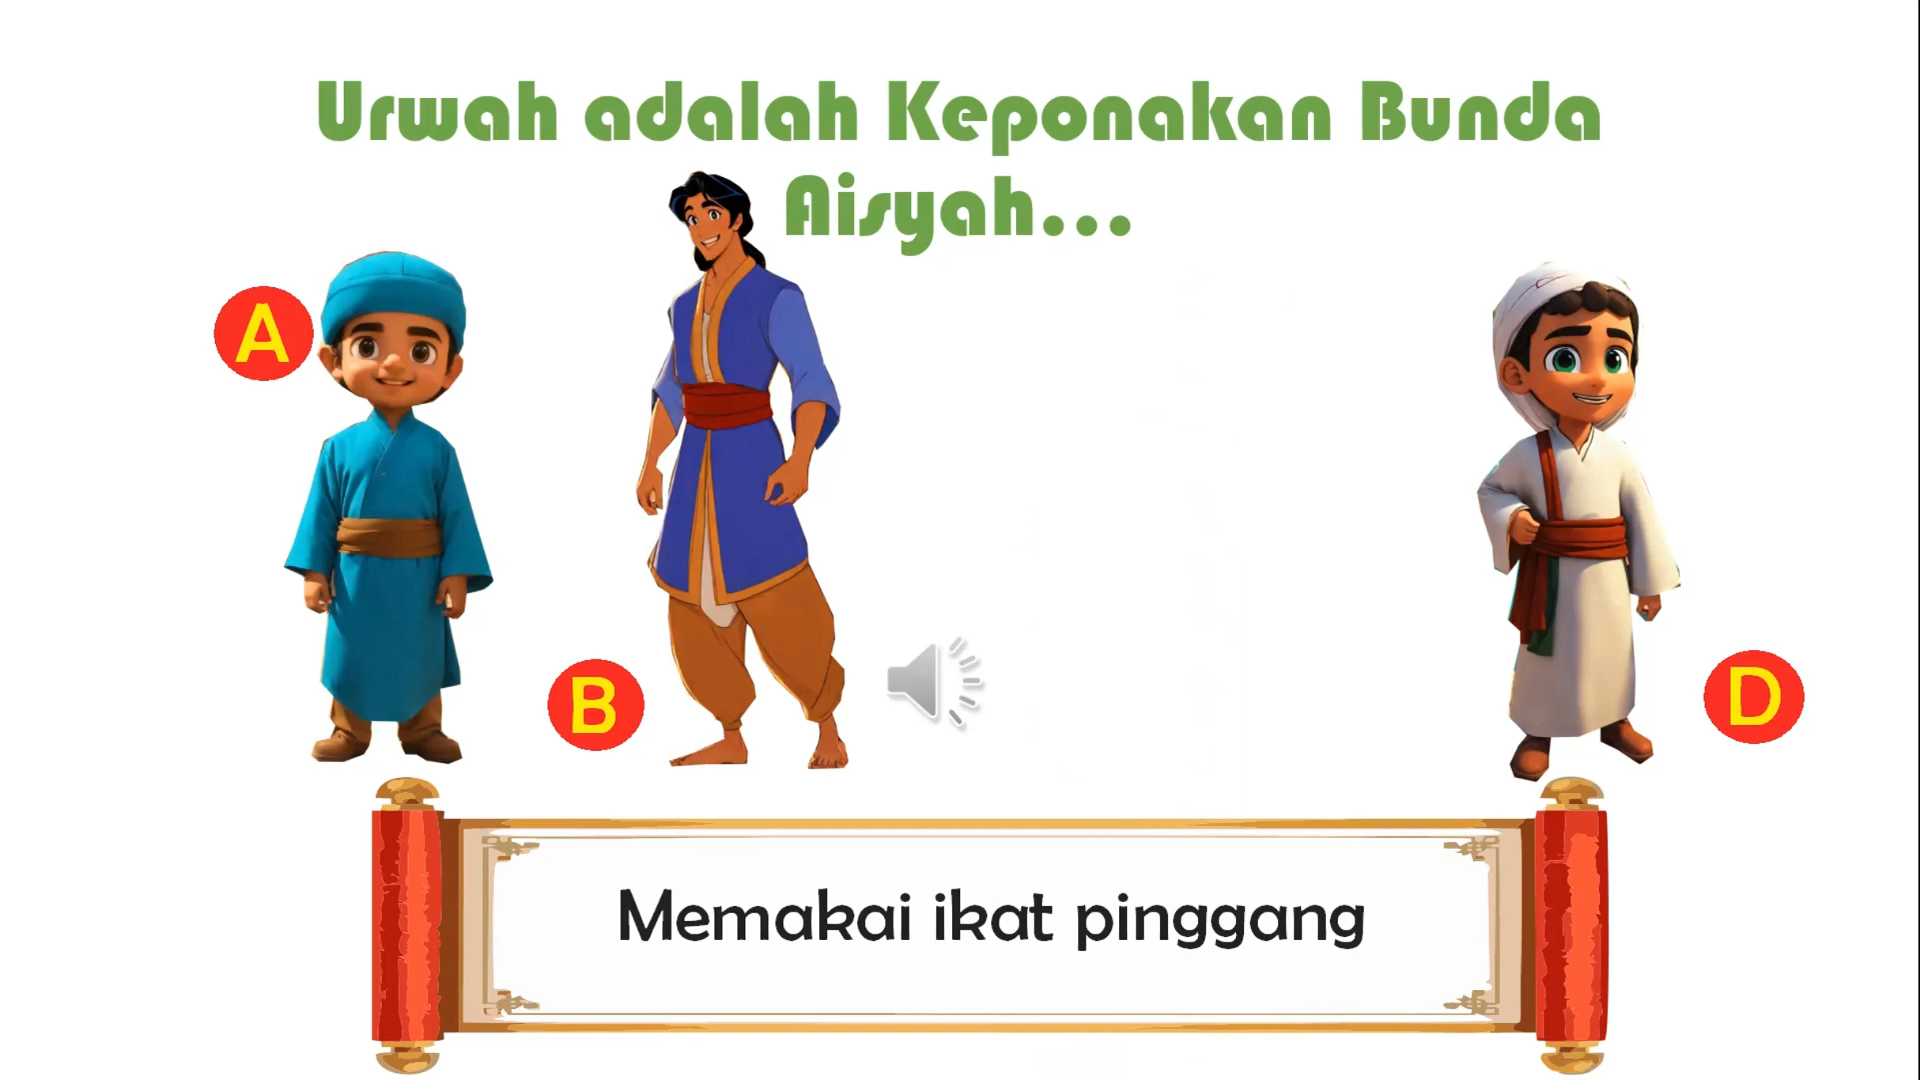 Urwah adalah Keponakan Bunda
Aisyah...
A
B
D
Memakai ikat pinggang